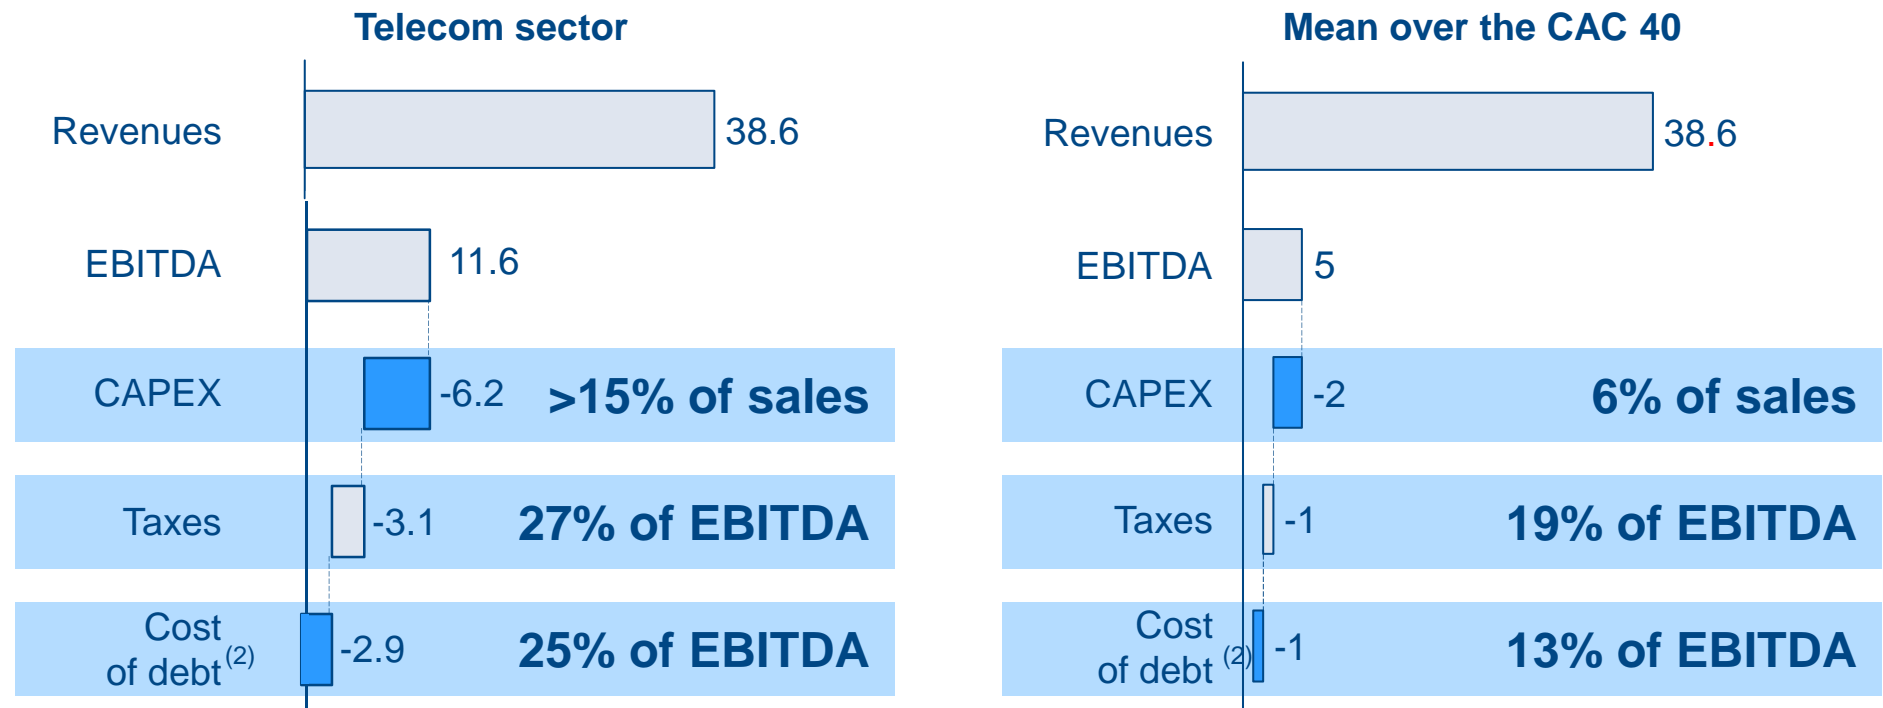 Telecom sector
Revenues
38.6
EBITDA
11.6
CAPEX
-6.2
>15% of sales
Taxes
-3.1
27% of EBITDA
Cost
of debt (2)
-2.9
25% of EBITDA
Mean over the CAC 40
Revenues
38.6
EBITDA
5
CAPEX
-2
6% of sales
Taxes
-1
19% of EBITDA
Cost
of debt (2)
-1
13% of EBITDA